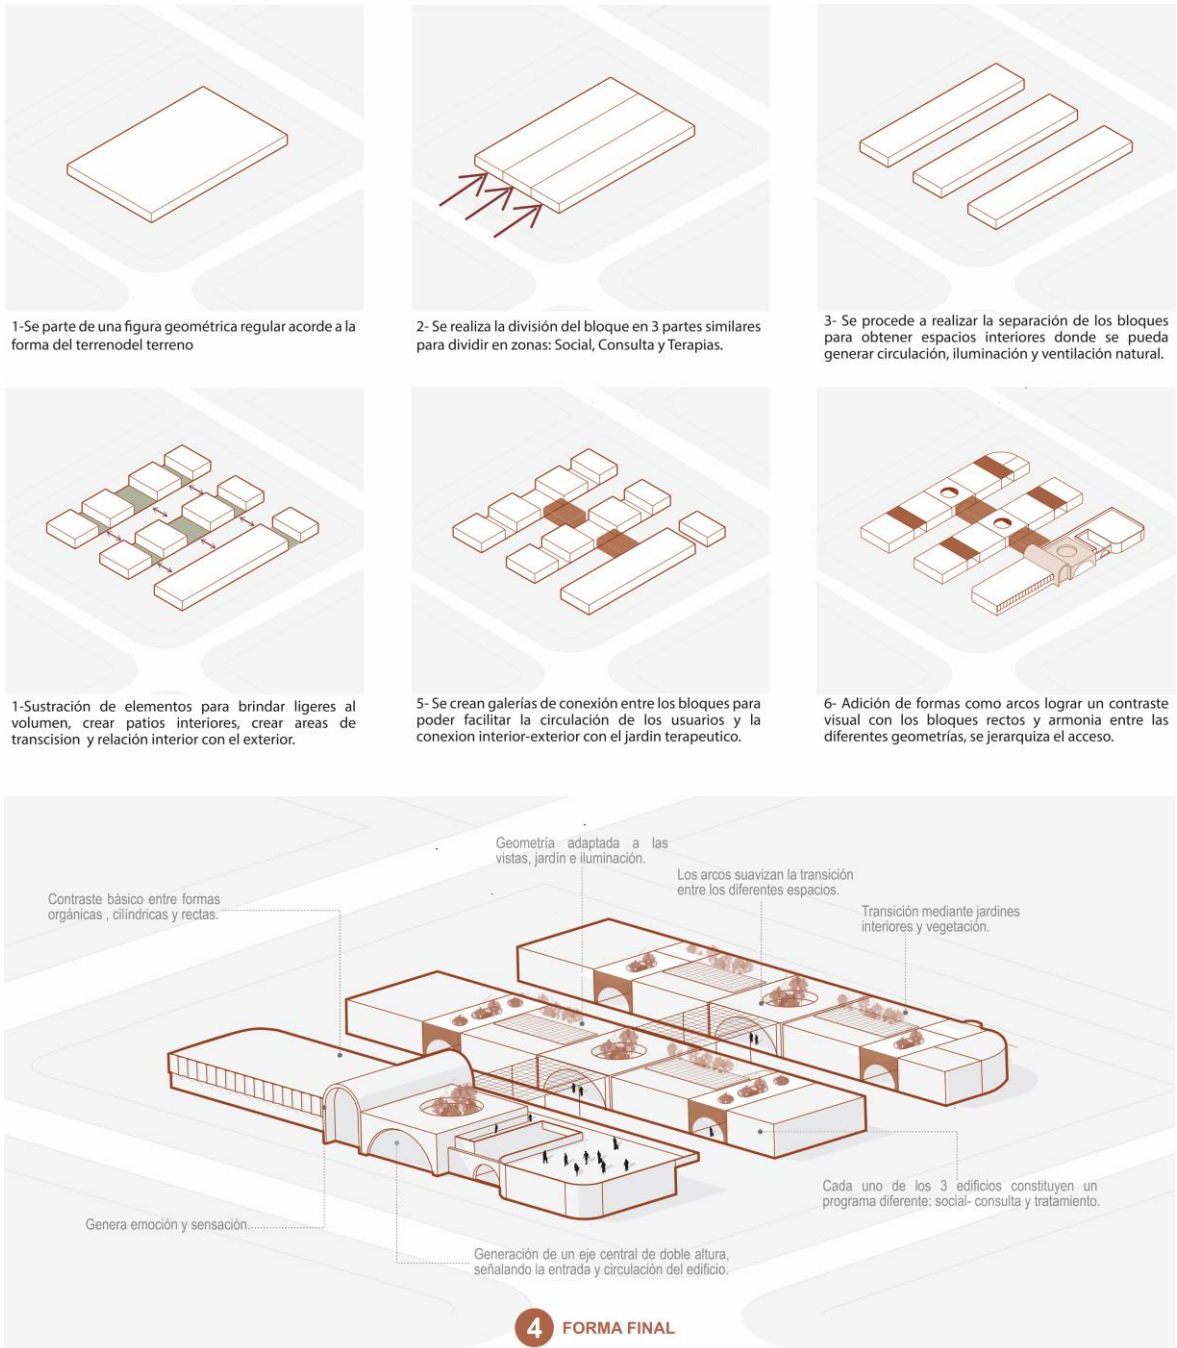 1-Se parte de una figura geométrica regular acorde a la
forma del terrenodel terreno
2- Se realiza la división del bloque en 3 partes similares
para dividir en zonas: Social, Consulta y Terapias.
3- Se procede a realizar la separación de los bloques
para obtener espacios interiores donde se pueda
generar circulación, iluminación y ventilación natural.
1-Sustración de elementos para brindar ligeres al
volumen, crear patios interiores, crear areas de
transcision y relación interior con el exterior.
5- Se crean galerías de conexión entre los bloques para
poder facilitar la circulación de los usuarios y la
conexion interior-exterior con el jardin terapeutico.
6- Adición de formas como arcos lograr un contraste
visual con los bloques rectos y armonia entre las
diferentes geometrías, se jerarquiza el acceso.
Geometría adaptada a las
vistas, jardín e iluminación.
Los arcos suavizan la transición
entre los diferentes espacios.
Contraste básico entre formas
orgánicas , cilíndricas y rectas.
Transición mediante jardines
interiores y vegetación.
Cada uno de los 3 edificios constituyen un
programa diferente: social- consulta y tratamiento.
Genera emoción y sensación.
Generación de un eje central de doble altura,
señalando la entrada y circulación del edificio.
4 FORMA FINAL